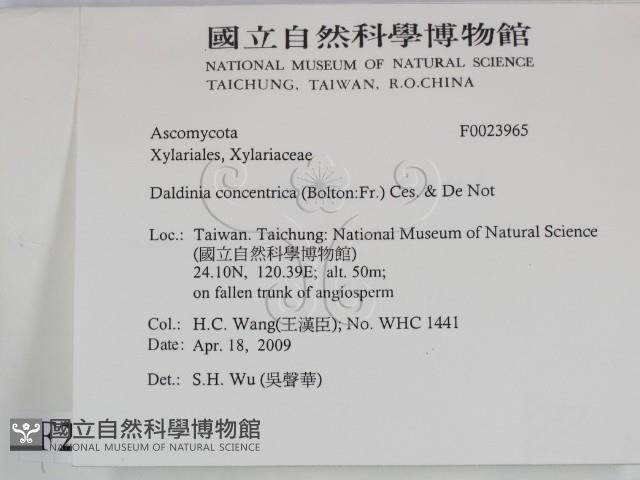 國立自然科學博物館
NATIONAL MUSEUM OF NATURAL SCIENCE
TAICHUNG, TAIWAN, R.O.CHINA
Ascomycota F0023965
Xylariales, Xylariaceae
Daldinia concentrica (Bolton:Fr.) Ces. & De Not
Loc.: Taiwan. Taichung: National Museum of Natural Science
(國立自然科學博物館)
24.10N, 120.39E; alt. 50m;
on fallen trunk of angiosperm
Col.: H.C. Wang(王漢臣); No. WHC 1441
Date: Apr. 18, 2009
Det.: S.H. Wu (吳聲華)
F2
國立自然科學博物館
NATIONAL MUSEUM OF NATURAL SCIENCE